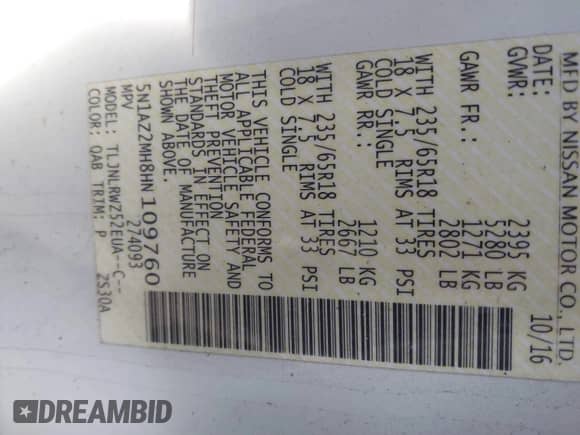 MFD BY NISSAN MOTOR CO., LTD.
DATE: 10/16
GVWR: 2395 KG
5280 LB
GAWR FR.: 1271 KG
2802 LB
WITH 235/65R18 TIRES
18 X 7.5 RIMS AT 33 PSI
COLD SINGLE
GAWR RR.: 1210 KG
2667 LB
WITH 235/65R18 TIRES
18 X 7.5 RIMS AT 33 PSI
COLD SINGLE
THIS VEHICLE CONFORMS TO
ALL APPLICABLE FEDERAL
MOTOR VEHICLE SAFETY AND
THEFT PREVENTION
STANDARDS IN EFFECT ON
THE DATE OF MANUFACTURE
SHOWN ABOVE.
5N1AZ2MH8HN109760
MPV 274093
MODEL: TLJNLRWZ52EUA--C--
COLOR: QAB TRIM: P 2S30A
DREAMBID